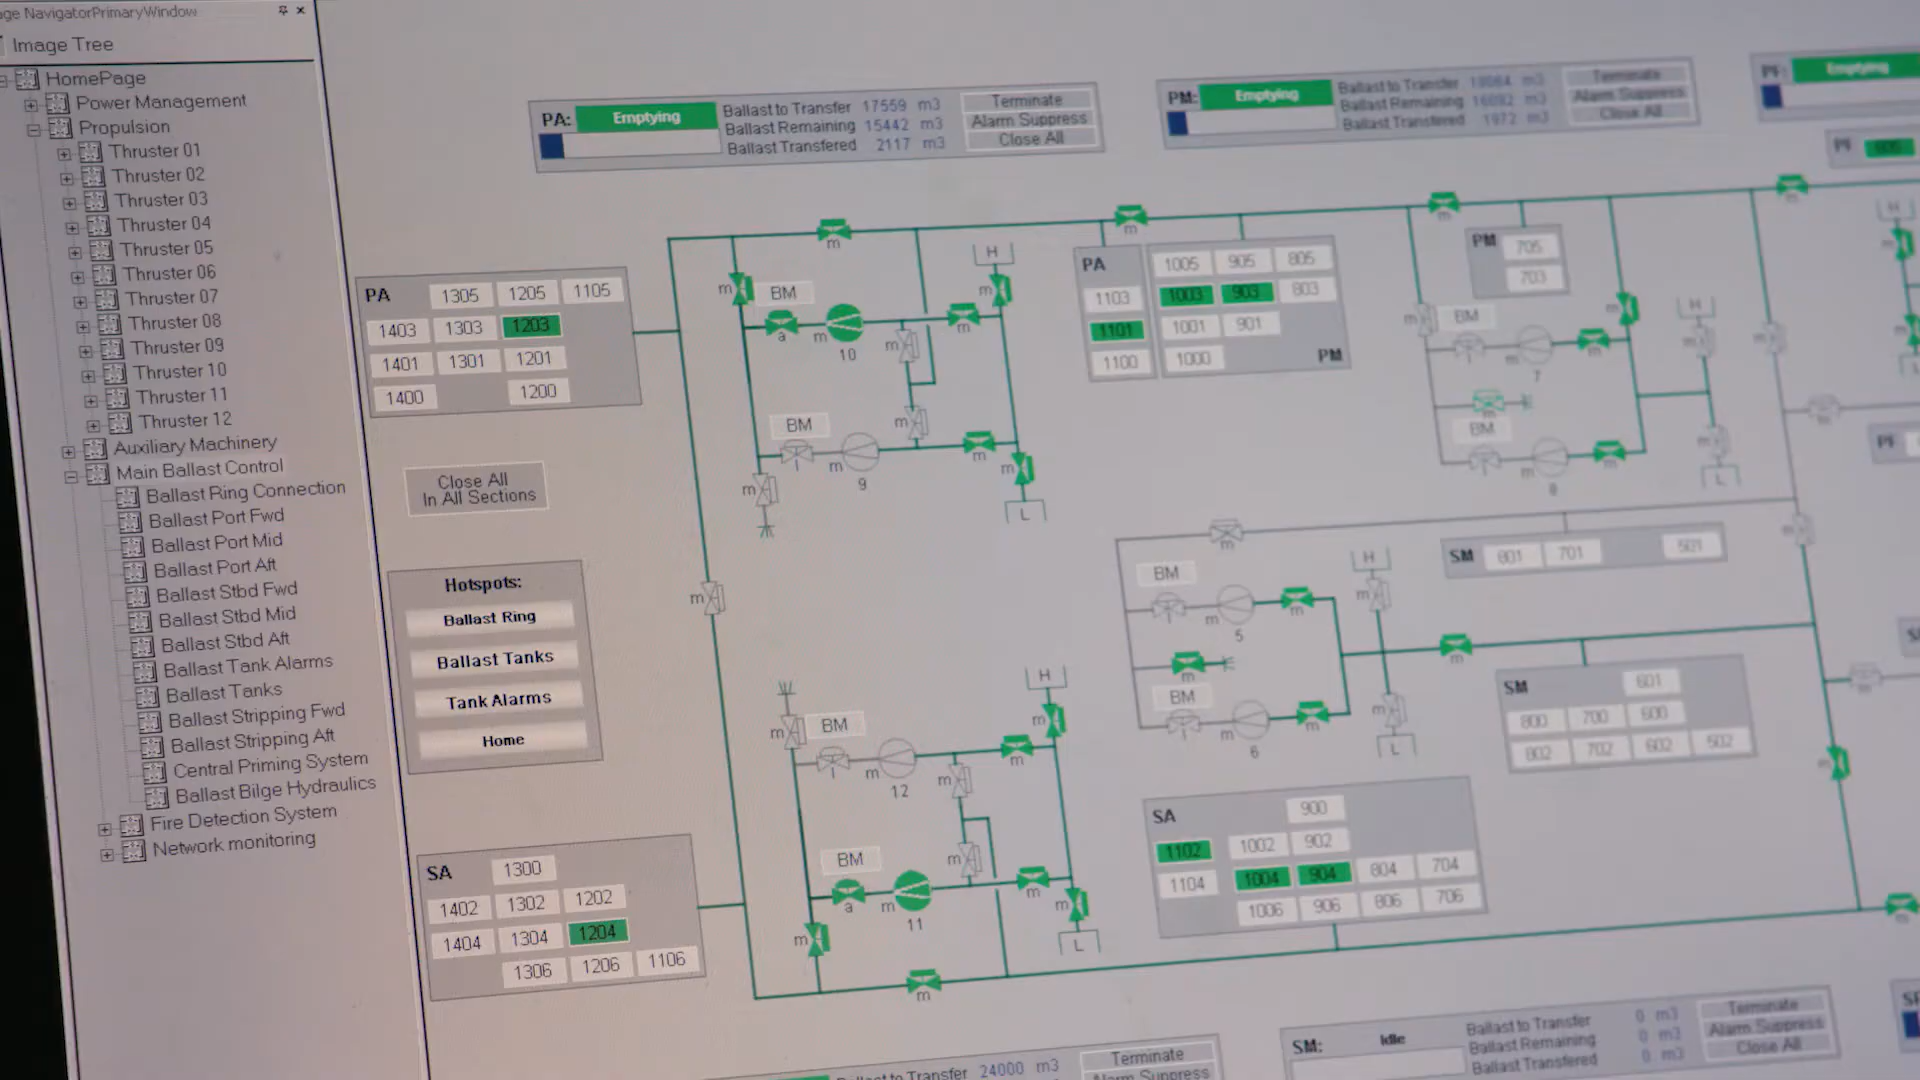 age NavigatorPrimaryWindow
Image Tree
HomePage
Power Management
Propulsion
Thruster 01
Thruster 02
Thruster 03
Thruster 04
Thruster 05
Thruster 06
Thruster 07
Thruster 08
Thruster 09
Thruster 10
Thruster 11
Thruster 12
Auxiliary Machinery
Main Ballast Control
Ballast Ring Connection
Ballast Port Fwd
Ballast Port Mid
Ballast Port Aft
Ballast Stbd Fwd
Ballast Stbd Mid
Ballast Stbd Aft
Ballast Tank Alarms
Ballast Tanks
Ballast Stripping Fwd
Ballast Stripping Aft
Central Priming System
Ballast Bilge Hydraulics
Fire Detection System
Network monitoring
PA: Emptying
Ballast to Transfer 17559 m3
Ballast Remaining 15442 m3
Ballast Transfered 2117 m3
Terminate
Alarm Suppress
Close All
PM: Emptying
Ballast to Transfer m3
Ballast Remaining m3
Ballast Transfered 1972 m3
Terminate
Alarm Suppress
Close All
PF: Emptying
PF
PA 1305 1205 1105
1403 1303 1203
1401 1301 1201
1400 1200
Close All
In All Sections
Hotspots:
Ballast Ring
Ballast Tanks
Tank Alarms
Home
SA 1300
1402 1302 1202
1404 1304 1204
1306 1206 1106
m
m BM H m
a m 10 m m
BM m
m 9 m m
m L
m
m BM H m
m 12 m m
BM m
a m 11 m m
m L
m
m
PA
1103
1101
1100
1005 905 805
1003 903 803
1001 901
1000 PM
m
PM 705
703
m BM H
m 7 m
m
BM
m m
L
m
BM H
m 5 m m
m m
BM
m 6 m m
L
SM 801 701 501
SM 601
800 700 600
802 702 602 502
SA 900
1102 1002 902
1104 1004 904 804 704
1006 906 806 706
m
PF
H
Ballast to Transfer 24000 m3
Terminate
Alarm Suppress
SM: Idle
Ballast to Transfer 0 m3
Ballast Remaining 0 m3
Ballast Transfered 0 m3
Terminate
Alarm Suppress
Close All